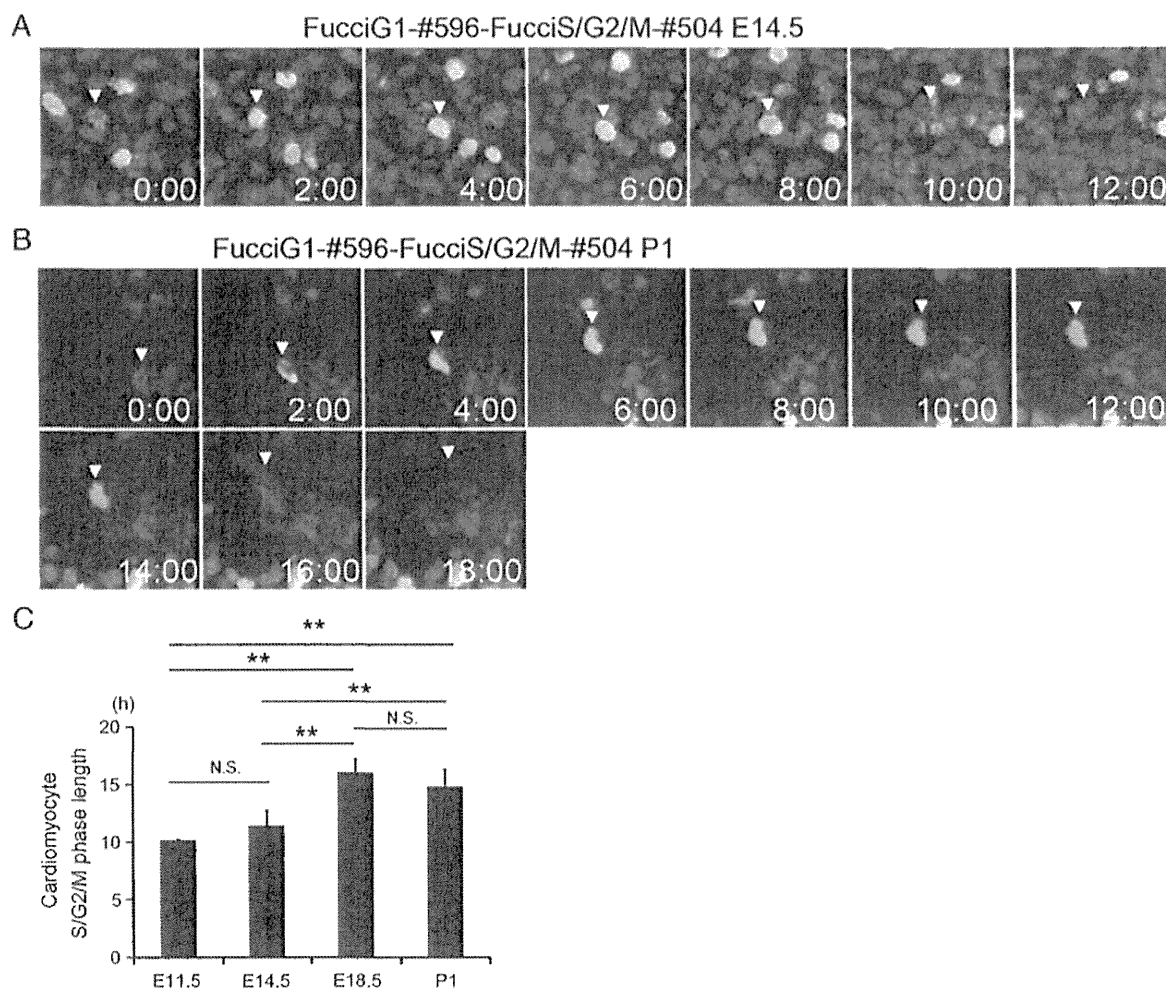 A
FucciG1-#596-FucciS/G2/M-#504 E14.5
0:00 2:00 4:00 6:00 8:00 10:00 12:00
B
FucciG1-#596-FucciS/G2/M-#504 P1
0:00 2:00 4:00 6:00 8:00 10:00 12:00
14:00 16:00 18:00
C
**
**
**
N.S.
**
N.S.
(h)
20
15
10
5
0
Cardiomyocyte
S/G2/M phase length
E11.5 E14.5 E18.5 P1